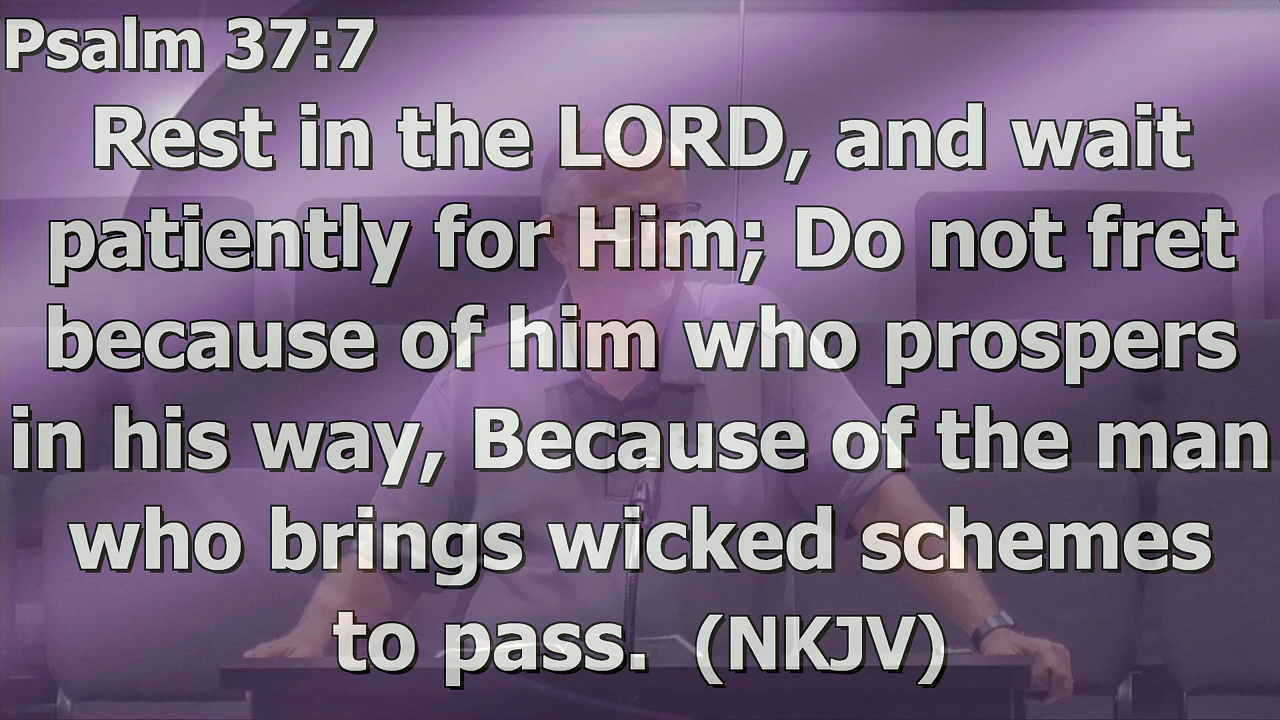 Psalm 37:7
Rest in the LORD, and wait
patiently for Him; Do not fret
because of him who prospers
in his way, Because of the man
who brings wicked schemes
to pass. (NKJV)